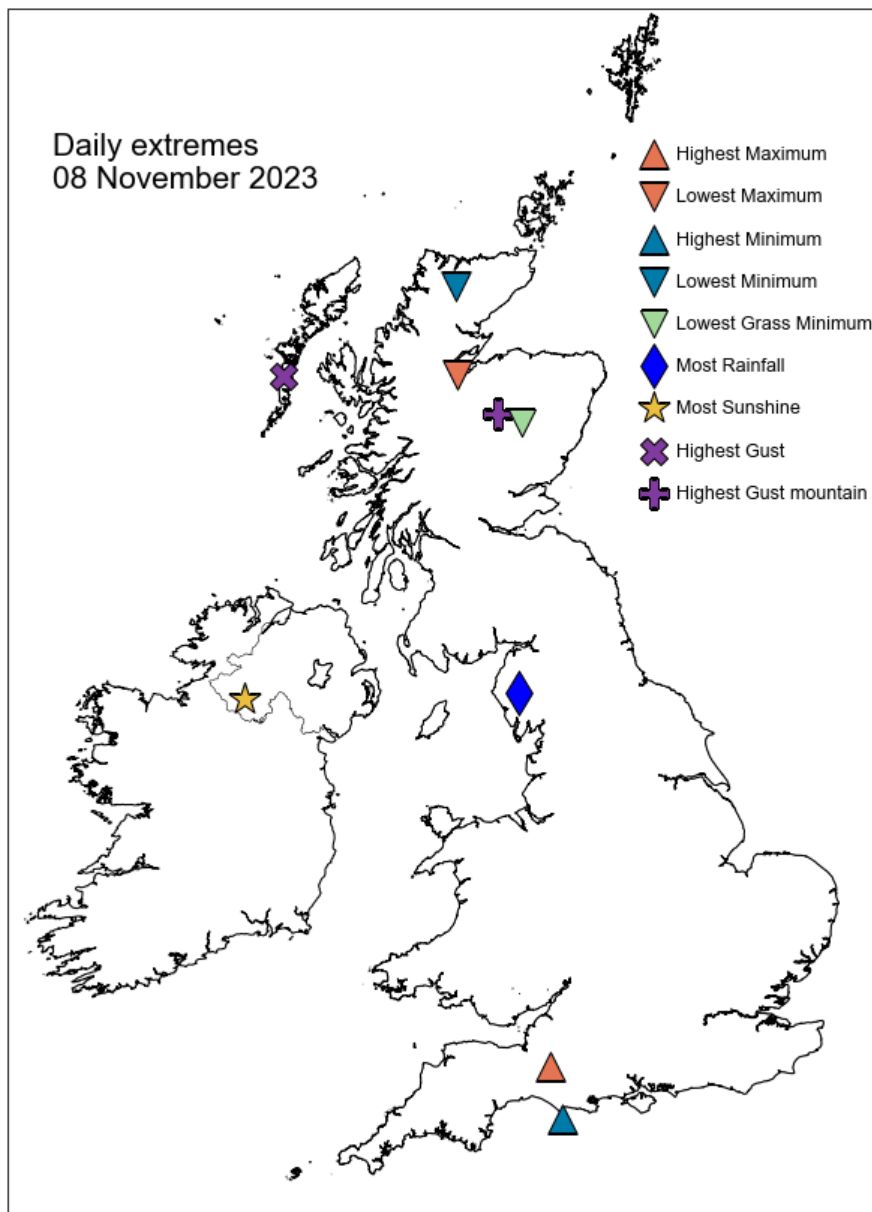 Daily extremes
08 November 2023
Highest Maximum
Lowest Maximum
Highest Minimum
Lowest Minimum
Lowest Grass Minimum
Most Rainfall
Most Sunshine
Highest Gust
Highest Gust mountain